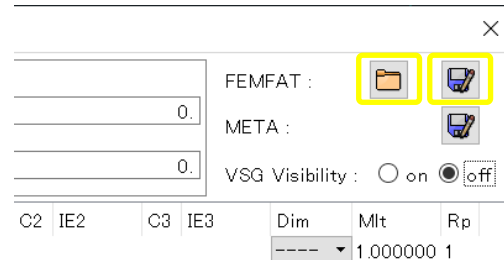 FEMFAT :
0.
META :
0.
VSG Visibility : on off
C2 IE2 C3 IE3 Dim Mlt Rp
---- 1.000000 1